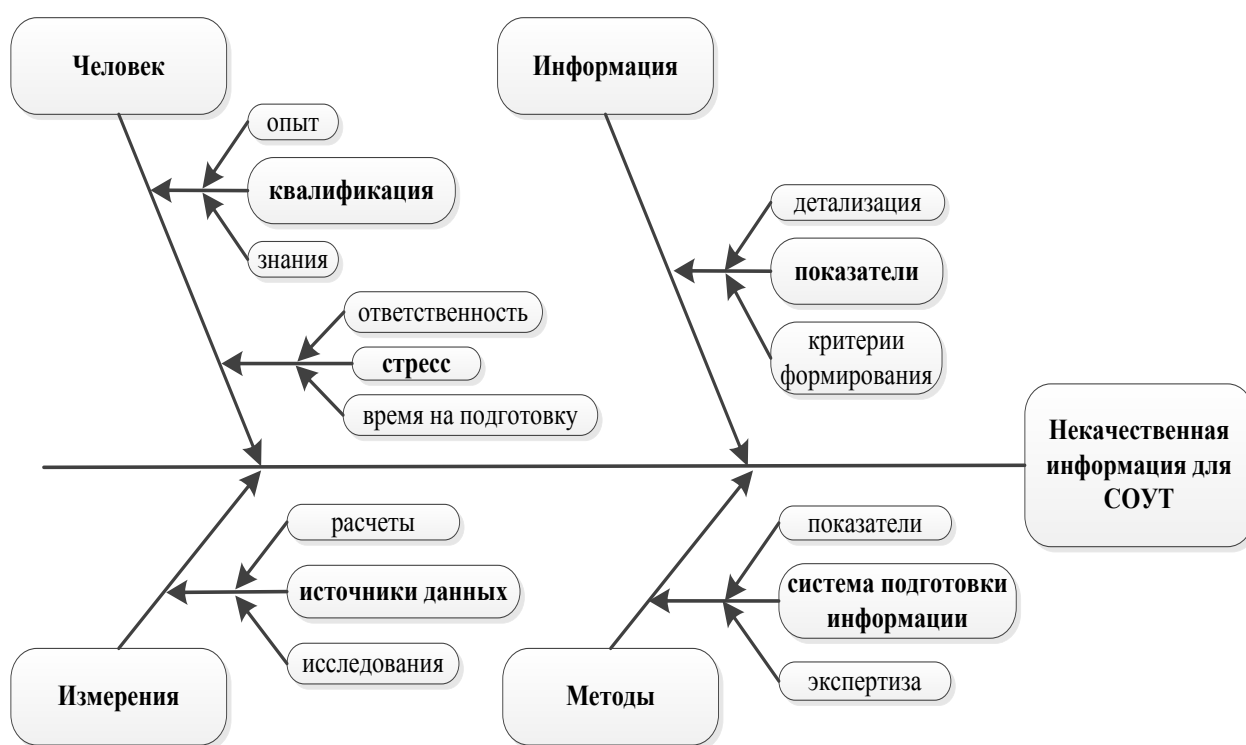 Человек
опыт
квалификация
знания
ответственность
стресс
время на подготовку
Информация
детализация
показатели
критерии
формирования
Некачественная
информация для
СОУТ
расчеты
источники данных
исследования
Измерения
показатели
система подготовки
информации
экспертиза
Методы